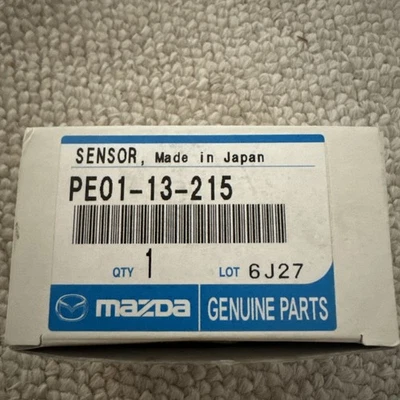 SENSOR, Made in Japan
PE01-13-215
QTY 1 LOT 6J27
mazda GENUINE PARTS